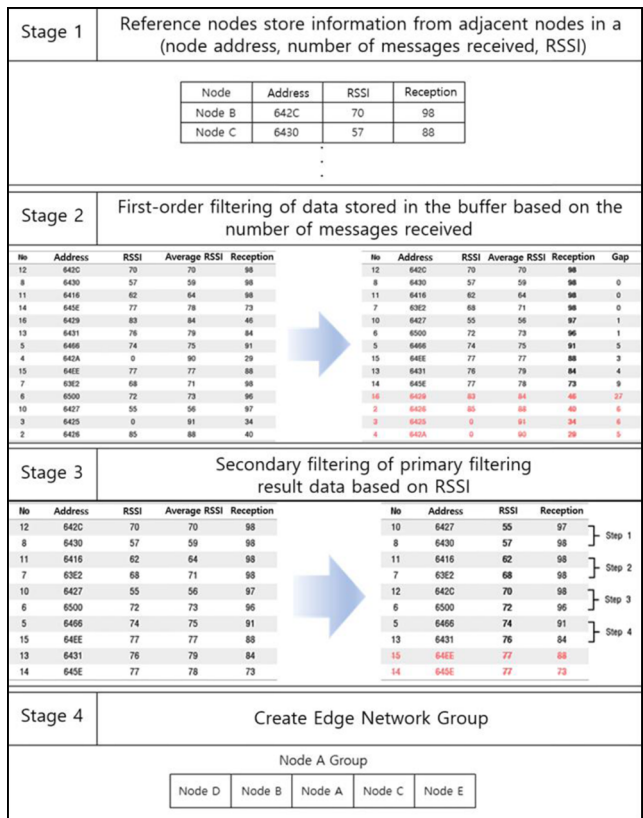 Stage 1
Reference nodes store information from adjacent nodes in a
(node address, number of messages received, RSSI)
Node Address RSSI Reception
Node B 642C 70 98
Node C 6430 57 88
Stage 2
First-order filtering of data stored in the buffer based on the
number of messages received
No Address RSSI Average RSSI Reception
12 642C 70 70 98
8 6430 57 59 98
11 6416 62 64 98
14 645E 77 78 73
16 6429 83 84 46
13 6431 76 79 84
5 6466 74 75 91
4 642A 0 90 29
15 64EE 77 77 88
7 63E2 68 71 98
6 6500 72 73 96
10 6427 55 56 97
3 6425 0 91 34
2 6426 85 88 40
No Address RSSI Average RSSI Reception Gap
12 642C 70 70 98
8 6430 57 59 98 0
11 6416 62 64 98 0
7 63E2 68 71 98 0
10 6427 55 56 97 1
6 6500 72 73 96 1
5 6466 74 75 91 5
15 64EE 77 77 88 3
13 6431 76 79 84 4
14 645E 77 78 73 9
16 6429 83 84 46 27
2 6426 85 88 40 6
3 6425 0 91 34 6
4 642A 0 90 29 5
Stage 3
Secondary filtering of primary filtering
result data based on RSSI
No Address RSSI Average RSSI Reception
12 642C 70 70 98
8 6430 57 59 98
11 6416 62 64 98
7 63E2 68 71 98
10 6427 55 56 97
6 6500 72 73 96
5 6466 74 75 91
15 64EE 77 77 88
13 6431 76 79 84
14 645E 77 78 73
No Address RSSI Reception
10 6427 55 97
Step 1
8 6430 57 98
11 6416 62 98
Step 2
7 63E2 68 98
12 642C 70 98
Step 3
6 6500 72 96
5 6466 74 91
Step 4
13 6431 76 84
15 64EE 77 88
14 645E 77 73
Stage 4
Create Edge Network Group
Node A Group
Node D Node B Node A Node C Node E